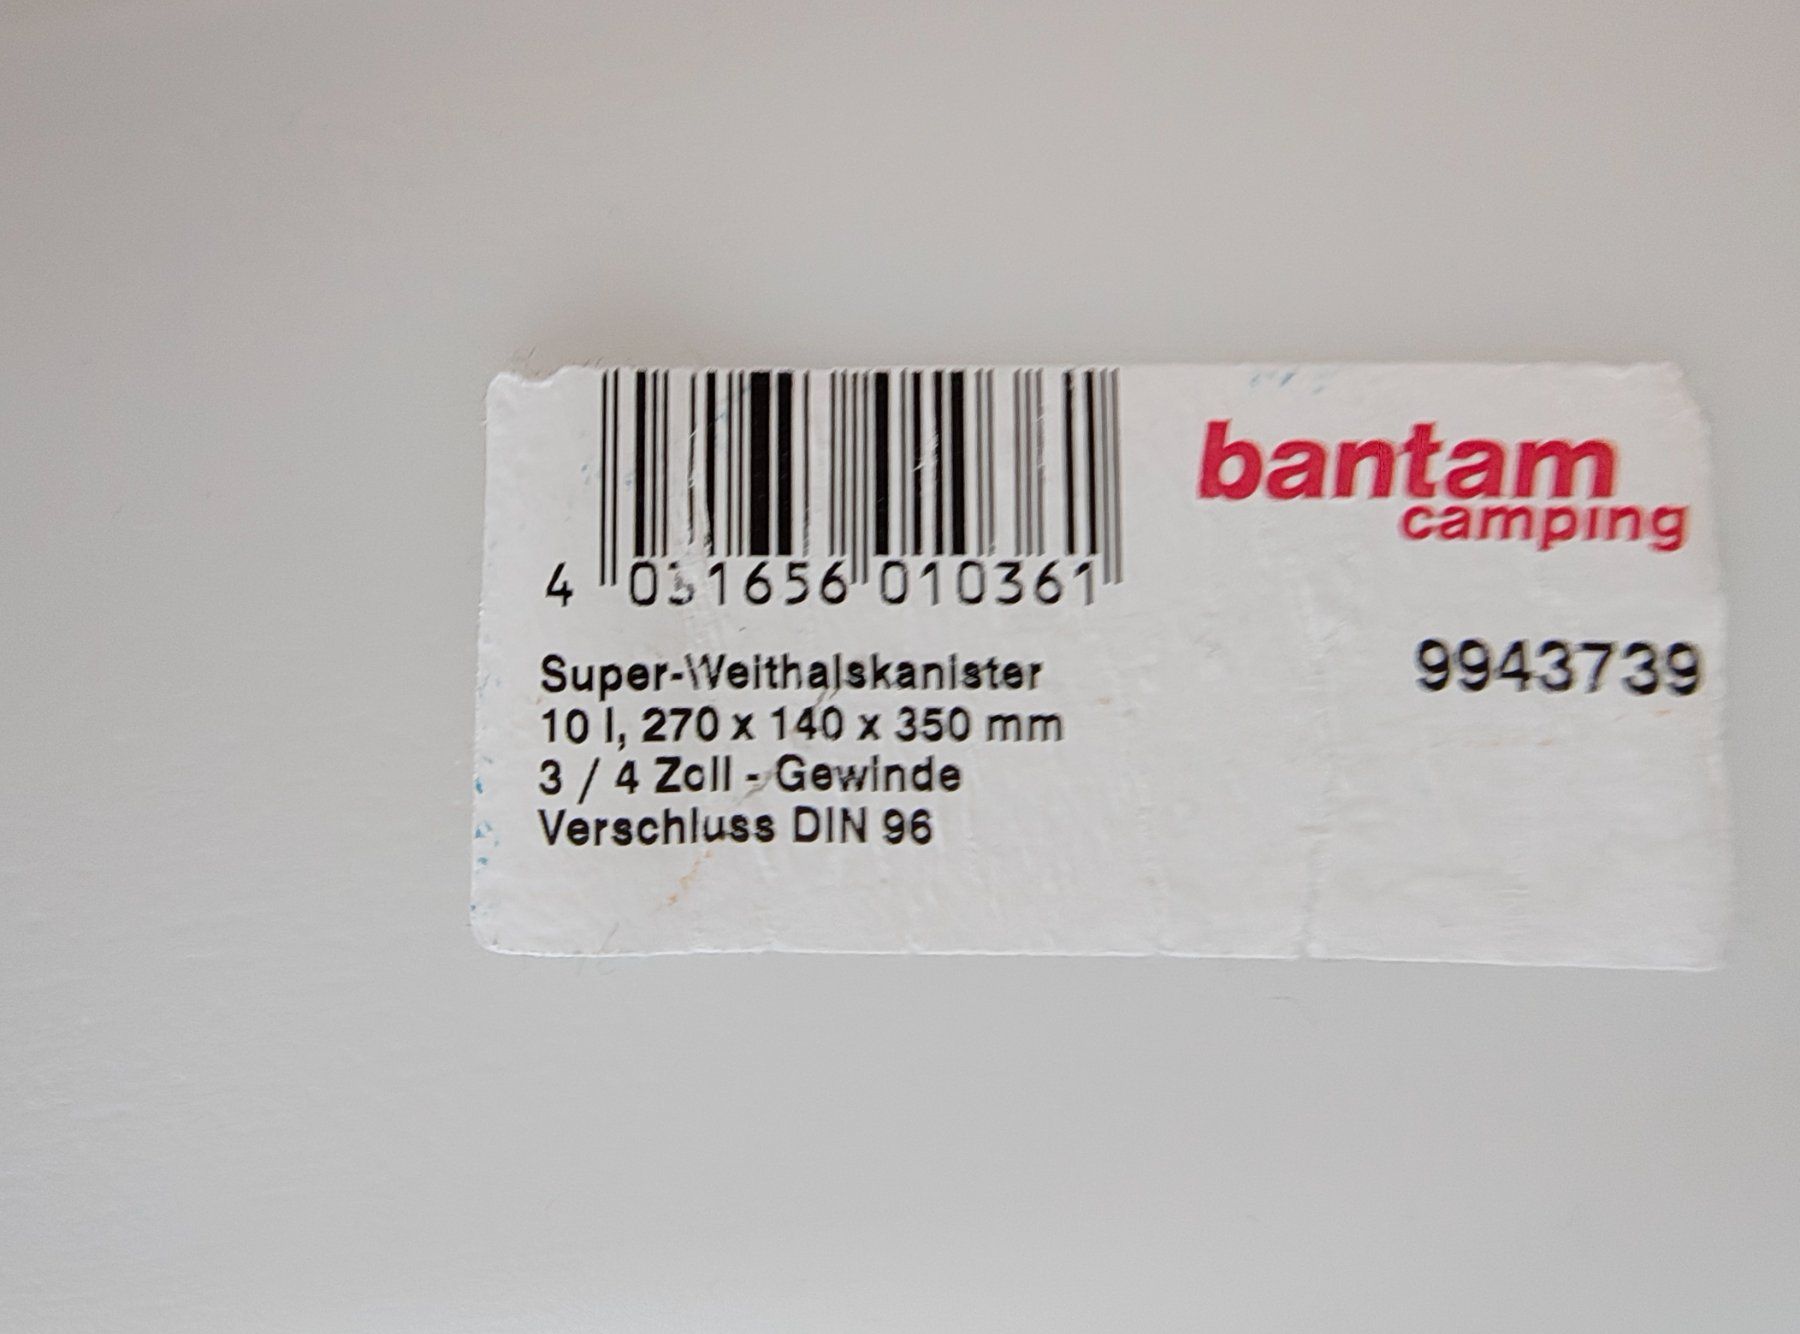 4 031656 010361
bantam
camping
9943739
Super-Weithalskanister
10 l, 270 x 140 x 350 mm
3 / 4 Zoll - Gewinde
Verschluss DIN 96